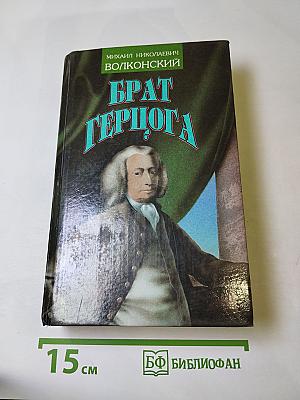 МИХАИЛ НИКОЛАЕВИЧ
ВОЛКОНСКИЙ
БРАТ
ГЕРЦОГА
15 см
БФ БИБЛИОФАН